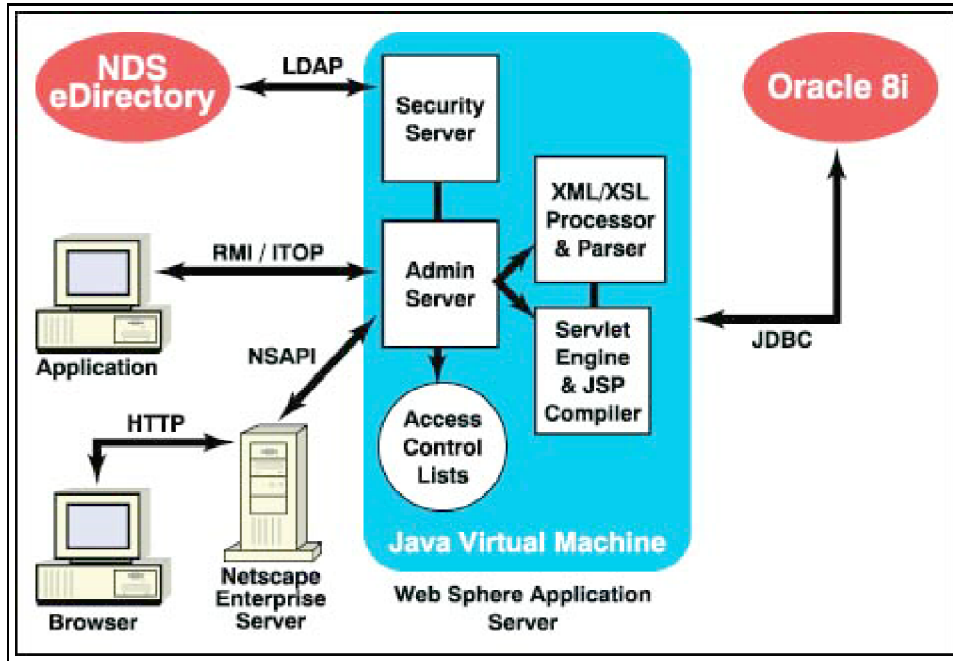 NDS
eDirectory
LDAP
Security
Server
Oracle 8i
XML/XSL
Processor
& Parser
RMI / ITOP
Admin
Server
Application
NSAPI
Servlet
Engine
& JSP
Compiler
JDBC
HTTP
Access
Control
Lists
Java Virtual Machine
Browser
Netscape
Enterprise
Server
Web Sphere Application
Server